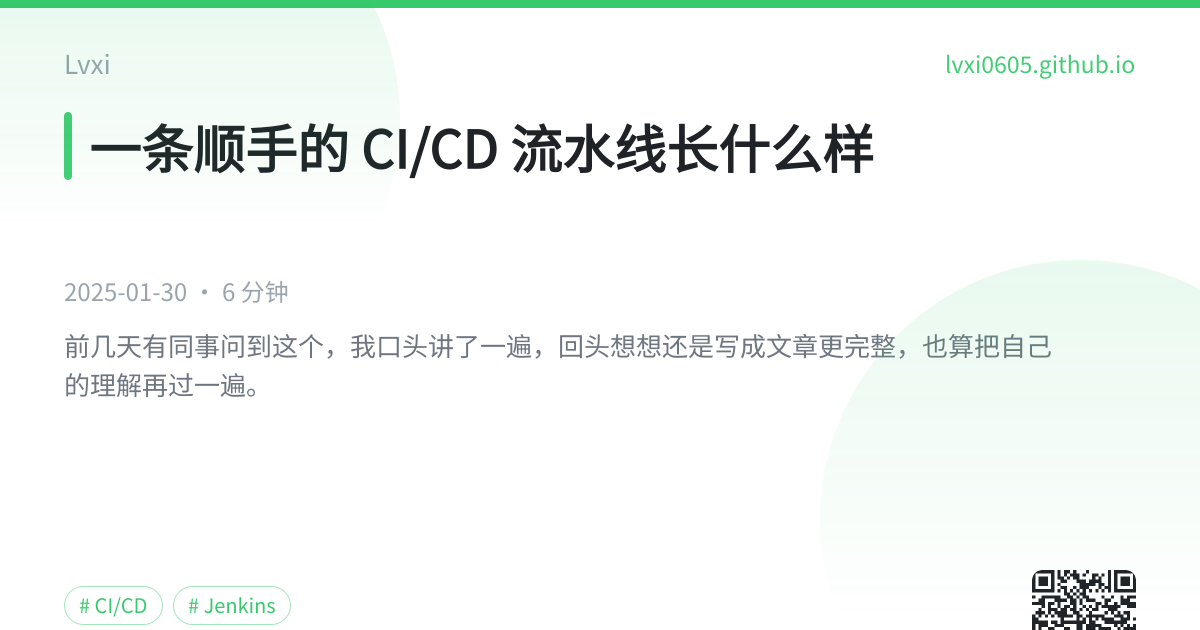 Lvxi
lvxi0605.github.io
一条顺手的 CI/CD 流水线长什么样
2025-01-30 · 6 分钟
前几天有同事问到这个，我口头讲了一遍，回头想想还是写成文章更完整，也算把自己
的理解再过一遍。
# CI/CD
# Jenkins